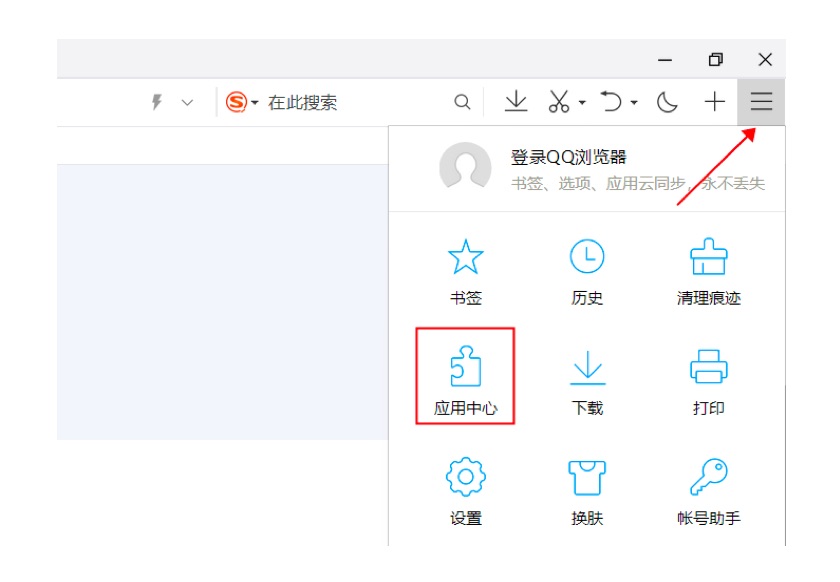 在此搜索
登录QQ浏览器
书签、选项、应用云同步，永不丢失
书签 历史 清理痕迹
应用中心 下载 打印
设置 换肤 帐号助手